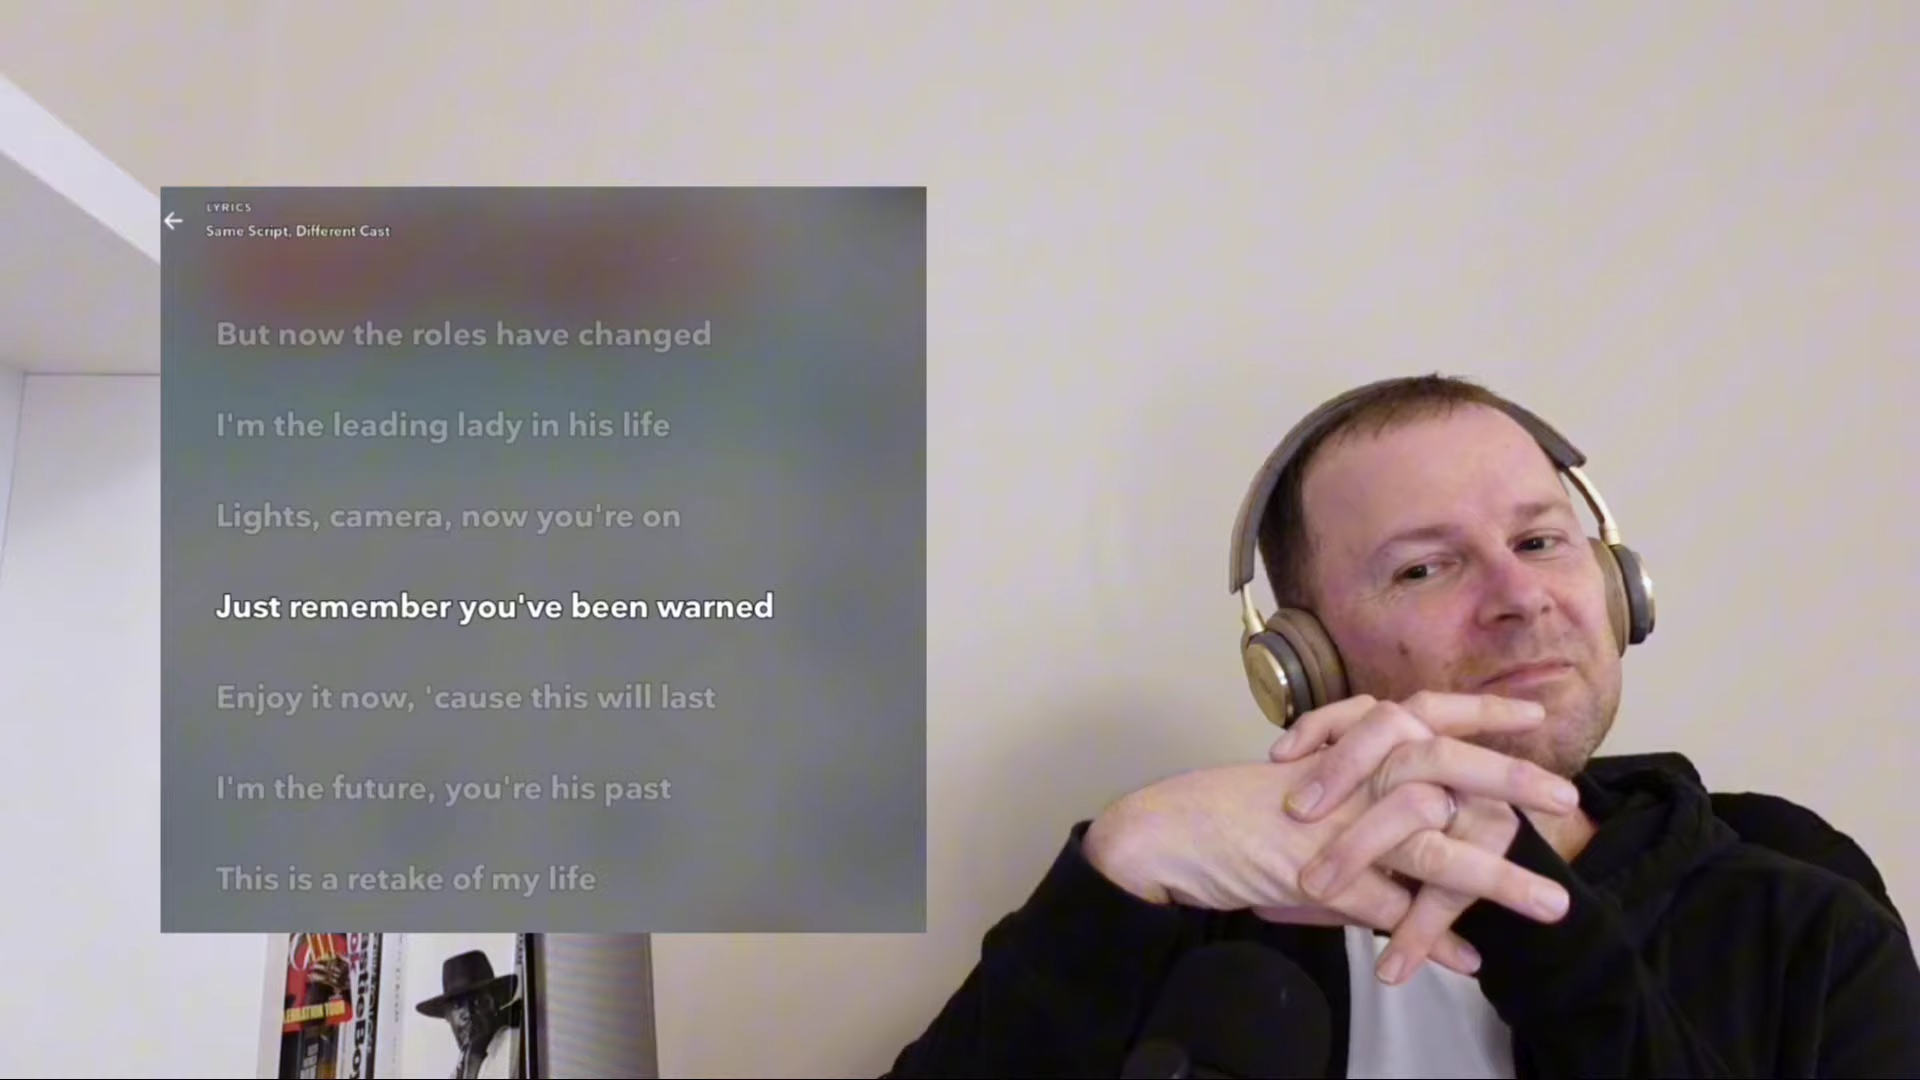 LYRICS
Same Script, Different Cast
But now the roles have changed
I'm the leading lady in his life
Lights, camera, now you're on
Just remember you've been warned
Enjoy it now, 'cause this will last
I'm the future, you're his past
This is a retake of my life